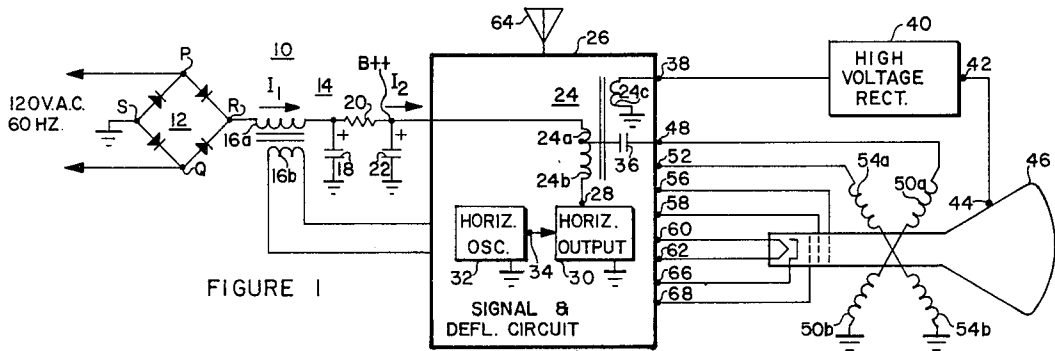 64
26
40
10
P
B++
38
HIGH
VOLTAGE
RECT.
42
I1
14
I2
24
24c
120 V. A.C.
60 HZ.
S
12
R
20
16a
+
+
24a
36
48
54a
46
52
50a
16b
18
22
24b
56
44
Q
28
58
HORIZ.
OSC.
HORIZ.
OUTPUT
60
62
32
34
30
66
FIGURE 1
SIGNAL &
DEFL. CIRCUIT
68
50b
54b